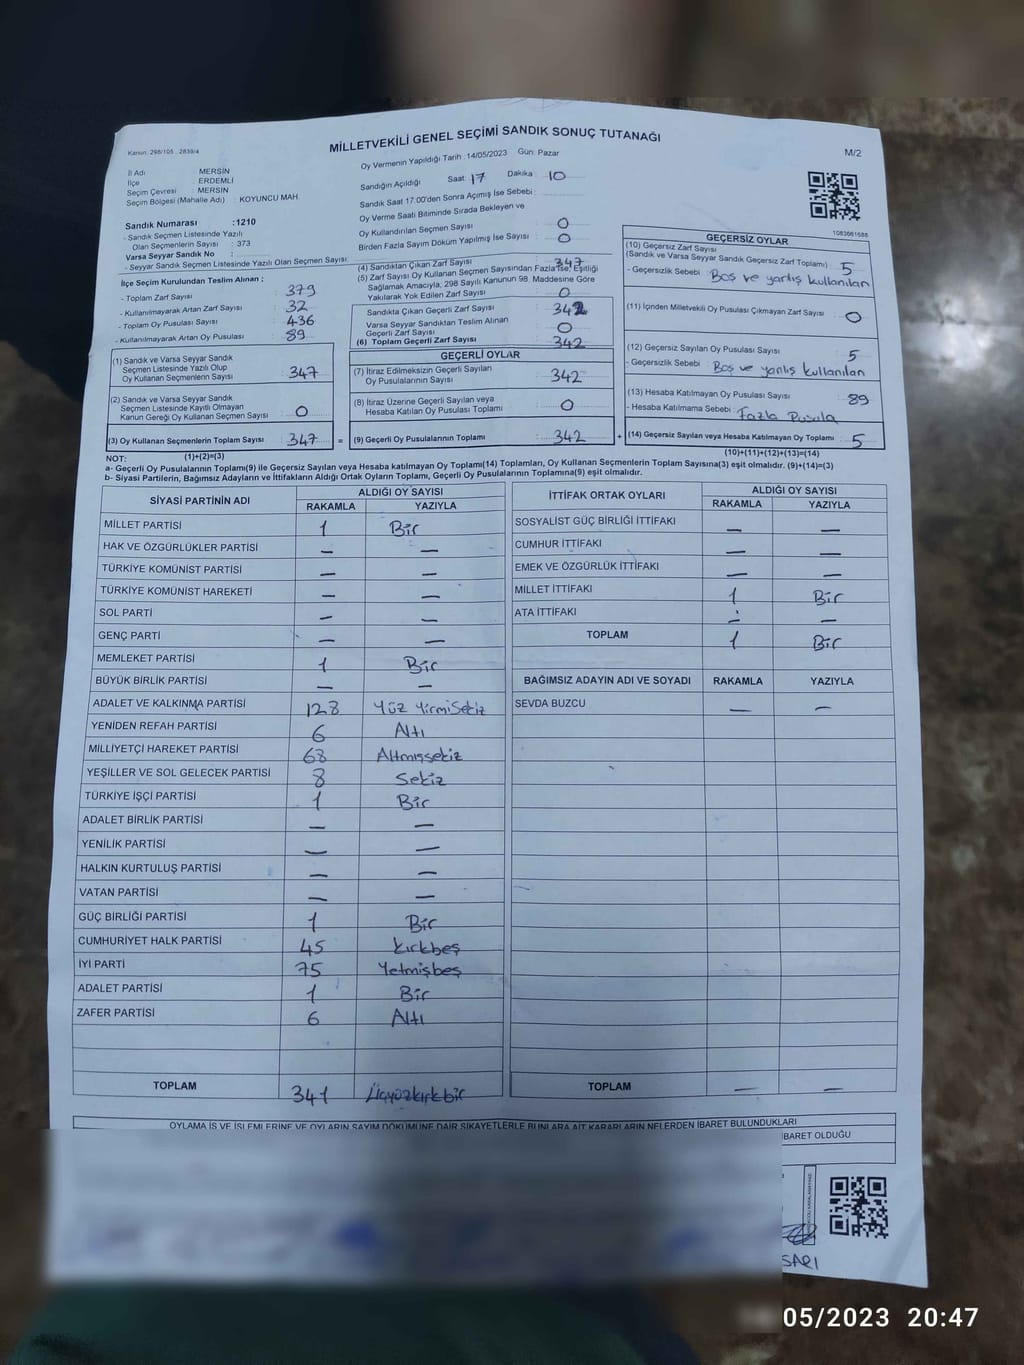 Kanun: 298/105 , 2839/4
MİLLETVEKİLİ GENEL SEÇİMİ SANDIK SONUÇ TUTANAĞI
M/2
Oy Vermenin Yapıldığı Tarih :14/05/2023 Gün: Pazar
İl Adı MERSİN
İlçe ERDEMLİ
Seçim Çevresi : MERSİN
Seçim Bölgesi (Mahalle Adı) : KOYUNCU MAH
Sandığın Açıldığı Saat: 17 Dakika: 10
Sandık Saat 17:00'den Sonra Açılmış İse Sebebi :
Oy Verme Saati Bitiminde Sırada Bekleyen ve
Oy Kullandırılan Seçmen Sayısı : 0
Birden Fazla Sayım Döküm Yapılmış İse Sayısı : 0
Sandık Numarası :1210
- Sandık Seçmen Listesinde Yazılı
Olan Seçmenlerin Sayısı : 373
Varsa Seyyar Sandık No :
- Seyyar Sandık Seçmen Listesinde Yazılı Olan Seçmen Sayısı:
1083661688
İlçe Seçim Kurulundan Teslim Alınan ;
- Toplam Zarf Sayısı : 379
- Kullanılmayarak Artan Zarf Sayısı : 32
- Toplam Oy Pusulası Sayısı : 436
- Kullanılmayarak Artan Oy Pusulası : 89
(1) Sandık ve Varsa Seyyar Sandık
Seçmen Listesinde Yazılı Olup
Oy Kullanan Seçmenlerin Sayısı : 347
(2) Sandık ve Varsa Seyyar Sandık
Seçmen Listesinde Kayıtlı Olmayan
Kanun Gereği Oy Kullanan Seçmen Sayısı : 0
(3) Oy Kullanan Seçmenlerin Toplam Sayısı : 347 =
(4) Sandıktan Çıkan Zarf Sayısı : 347
(5) Zarf Sayısı Oy Kullanan Seçmen Sayısından Fazla ise, Eşitliği
Sağlamak Amacıyla, 298 Sayılı Kanunun 98. Maddesine Göre
Yakılarak Yok Edilen Zarf Sayısı : 0
Sandıkta Çıkan Geçerli Zarf Sayısı : 342
Varsa Seyyar Sandıktan Teslim Alınan
Geçerli Zarf Sayısı : 0
(6) Toplam Geçerli Zarf Sayısı : 342
GEÇERLİ OYLAR
(7) İtiraz Edilmeksizin Geçerli Sayılan
Oy Pusulalarının Sayısı : 342
(8) İtiraz Üzerine Geçerli Sayılan veya
Hesaba Katılan Oy Pusulası Toplamı : 0
(9) Geçerli Oy Pusulalarının Toplamı : 342 +
GEÇERSİZ OYLAR
(10) Geçersiz Zarf Sayısı
(Sandık ve Varsa Seyyar Sandık Geçersiz Zarf Toplamı) : 5
- Geçersizlik Sebebi : Boş ve yanlış kullanılan
(11) İçinden Milletvekili Oy Pusulası Çıkmayan Zarf Sayısı : 0
(12) Geçersiz Sayılan Oy Pusulası Sayısı : 5
- Geçersizlik Sebebi : Boş ve yanlış kullanılan
(13) Hesaba Katılmayan Oy Pusulası Sayısı : 89
- Hesaba Katılmama Sebebi : Fazla Pusula
(14) Geçersiz Sayılan veya Hesaba Katılmayan Oy Toplamı : 5
NOT: (1)+(2)=(3) (10)+(11)+(12)+(13)=(14)
a- Geçerli Oy Pusulalarının Toplamı(9) ile Geçersiz Sayılan veya Hesaba katılmayan Oy Toplamı(14) Toplamları, Oy Kullanan Seçmenlerin Toplam Sayısına(3) eşit olmalıdır. (9)+(14)=(3)
b- Siyasi Partilerin, Bağımsız Adayların ve İttifakların Aldığı Ortak Oyların Toplamı, Geçerli Oy Pusulalarının Toplamına(9) eşit olmalıdır.
SİYASİ PARTİNİN ADI ALDIĞI OY SAYISI
RAKAMLA YAZIYLA
MİLLET PARTİSİ 1 Bir
HAK VE ÖZGÜRLÜKLER PARTİSİ — —
TÜRKİYE KOMÜNİST PARTİSİ — —
TÜRKİYE KOMÜNİST HAREKETİ — —
SOL PARTİ — —
GENÇ PARTİ — —
MEMLEKET PARTİSİ 1 Bir
BÜYÜK BİRLİK PARTİSİ — —
ADALET VE KALKINMA PARTİSİ 128 Yüz YirmiSekiz
YENİDEN REFAH PARTİSİ 6 Altı
MİLLİYETÇİ HAREKET PARTİSİ 68 Altmışsekiz
YEŞİLLER VE SOL GELECEK PARTİSİ 8 Sekiz
TÜRKİYE İŞÇİ PARTİSİ 1 Bir
ADALET BİRLİK PARTİSİ — —
YENİLİK PARTİSİ — —
HALKIN KURTULUŞ PARTİSİ — —
VATAN PARTİSİ — —
GÜÇ BİRLİĞİ PARTİSİ 1 Bir
CUMHURİYET HALK PARTİSİ 45 kırkbeş
İYİ PARTİ 75 Yetmişbeş
ADALET PARTİSİ 1 Bir
ZAFER PARTİSİ 6 Altı
TOPLAM 341 Üçyüzkırkbir
İTTİFAK ORTAK OYLARI ALDIĞI OY SAYISI
RAKAMLA YAZIYLA
SOSYALİST GÜÇ BİRLİĞİ İTTİFAKI — —
CUMHUR İTTİFAKI — —
EMEK VE ÖZGÜRLÜK İTTİFAKI — —
MİLLET İTTİFAKI 1 Bir
ATA İTTİFAKI — —
TOPLAM 1 Bir
BAĞIMSIZ ADAYIN ADI VE SOYADI RAKAMLA YAZIYLA
SEVDA BUZCU — —
TOPLAM — —
OYLAMA İŞ VE İŞLEMLERİNE VE OYLARIN SAYIM DÖKÜMÜNE DAİR ŞİKAYETLERLE BUNLARA AİT KARARLARIN NELERDEN İBARET BULUNDUKLARI
İBARET OLDUĞU
SARI
05/2023 20:47